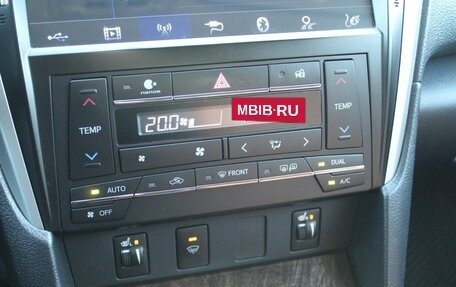 nanoe
TEMP
20.0
MBIB·RU
TEMP
AUTO
FRONT
DUAL
OFF
A/C